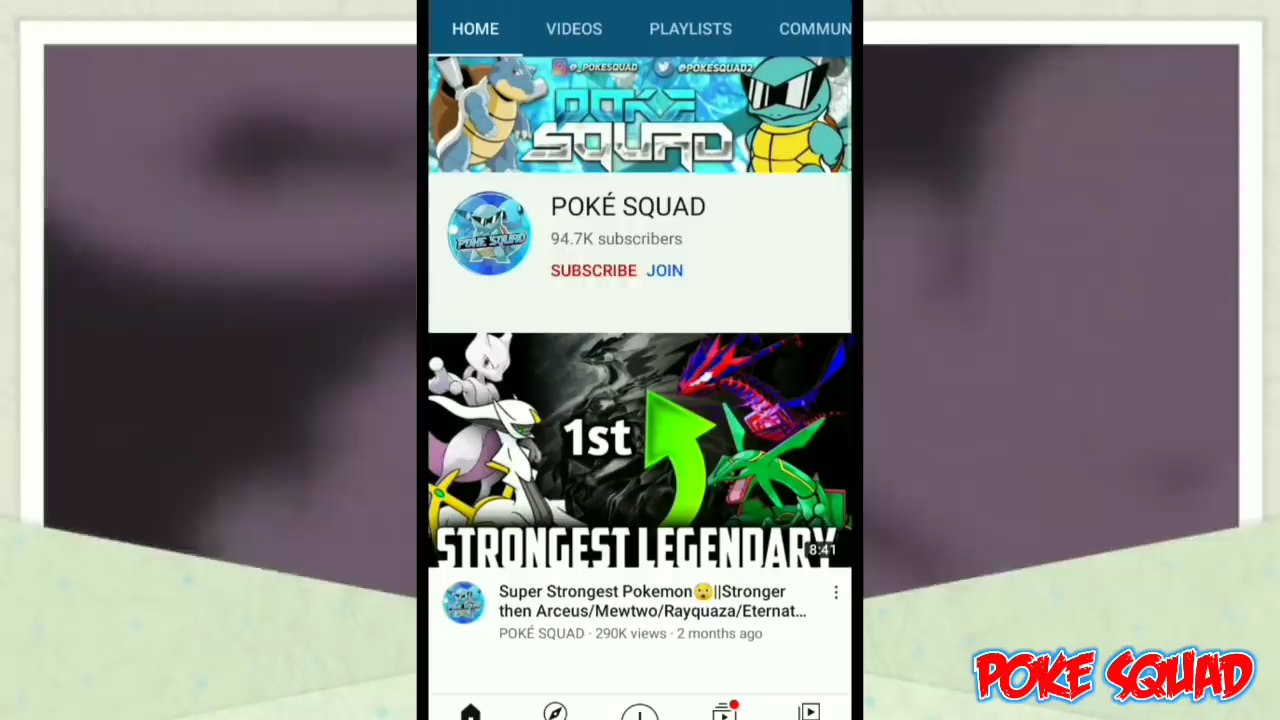 HOME VIDEOS PLAYLISTS COMMUN
@_POKESQUAD @POKESQUAD2
POKE
SQUAD
POKÉ SQUAD
94.7K subscribers
POKE SQUAD
SUBSCRIBE JOIN
1st
STRONGEST LEGENDARY
8:41
Super Strongest Pokemon😯||Stronger
then Arceus/Mewtwo/Rayquaza/Eternat...
POKÉ SQUAD · 290K views · 2 months ago
POKE SQUAD